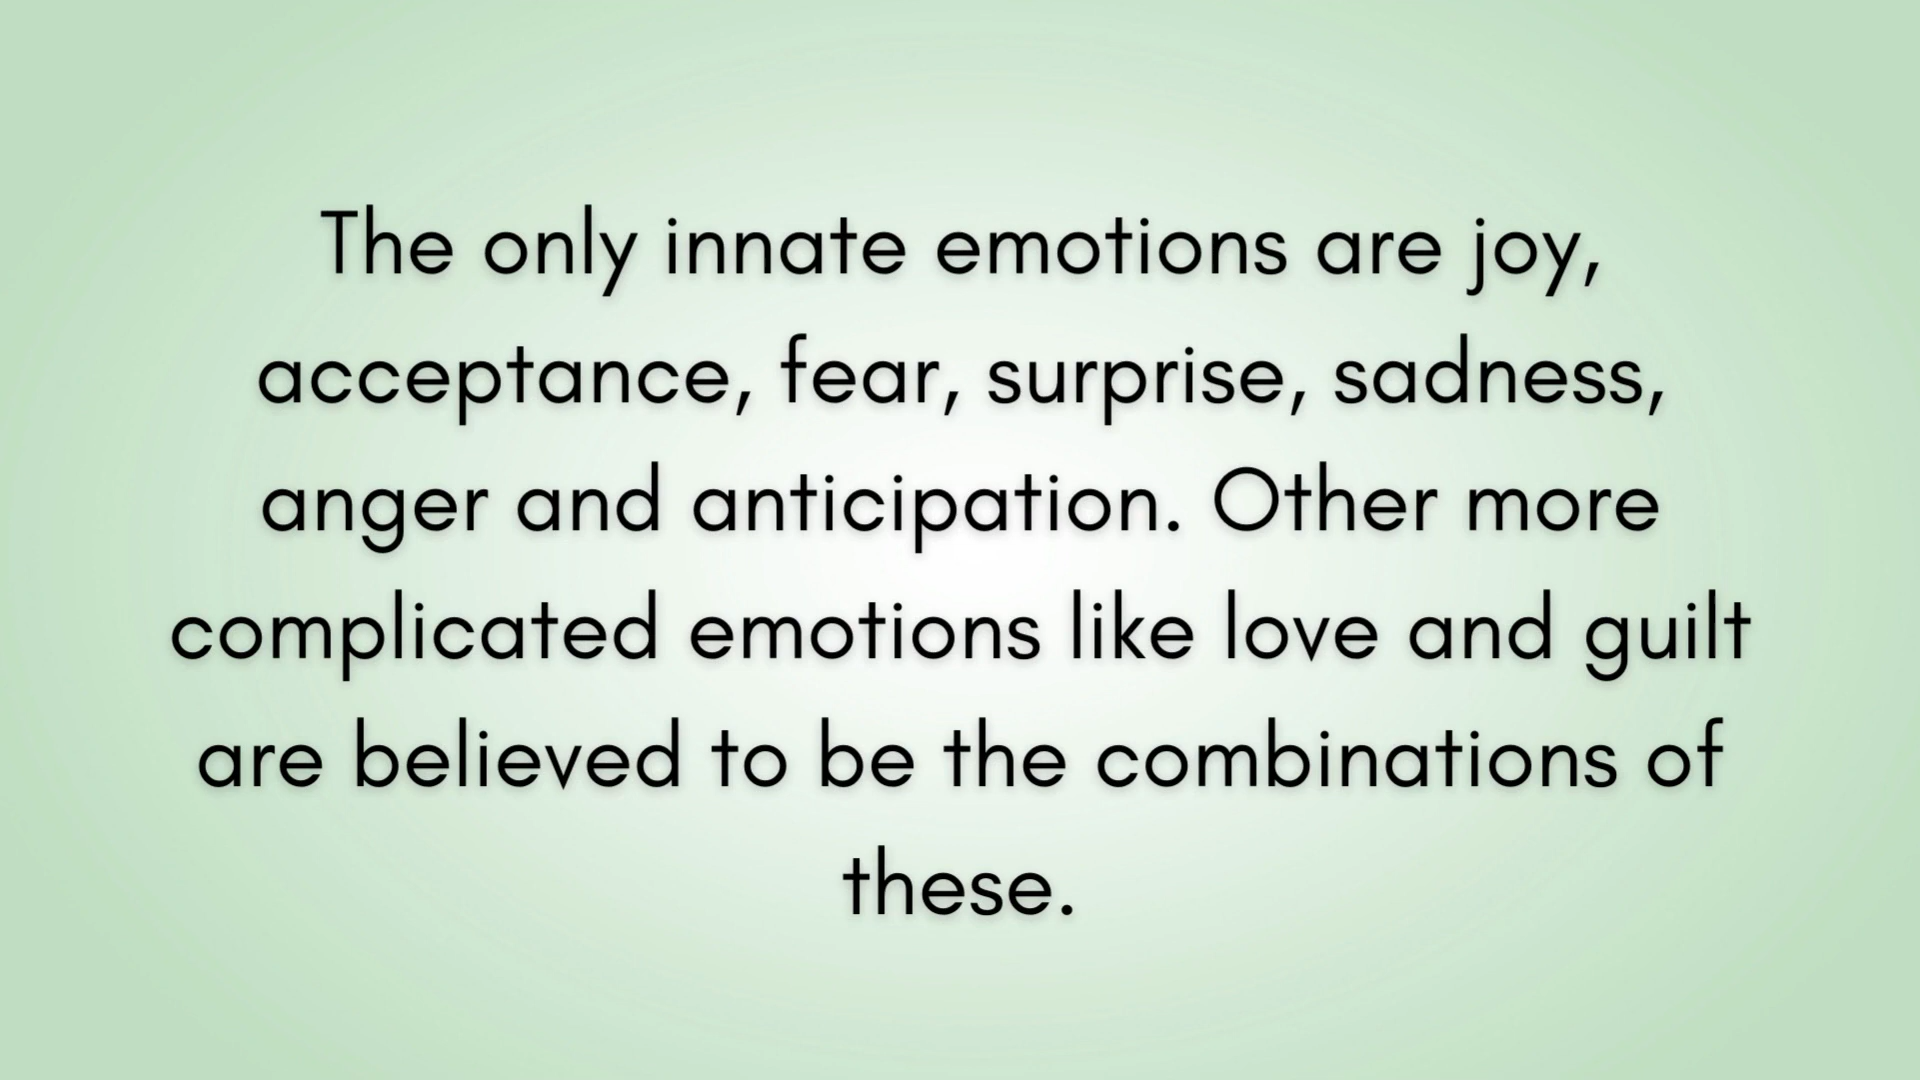 The only innate emotions are joy,
acceptance, fear, surprise, sadness,
anger and anticipation. Other more
complicated emotions like love and guilt
are believed to be the combinations of
these.